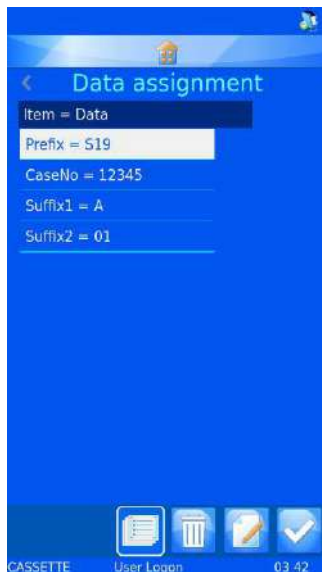 Data assignment
Item = Data
Prefix = S19
CaseNo = 12345
Suffix1 = A
Suffix2 = 01
CASSETTE User Logon 03 42